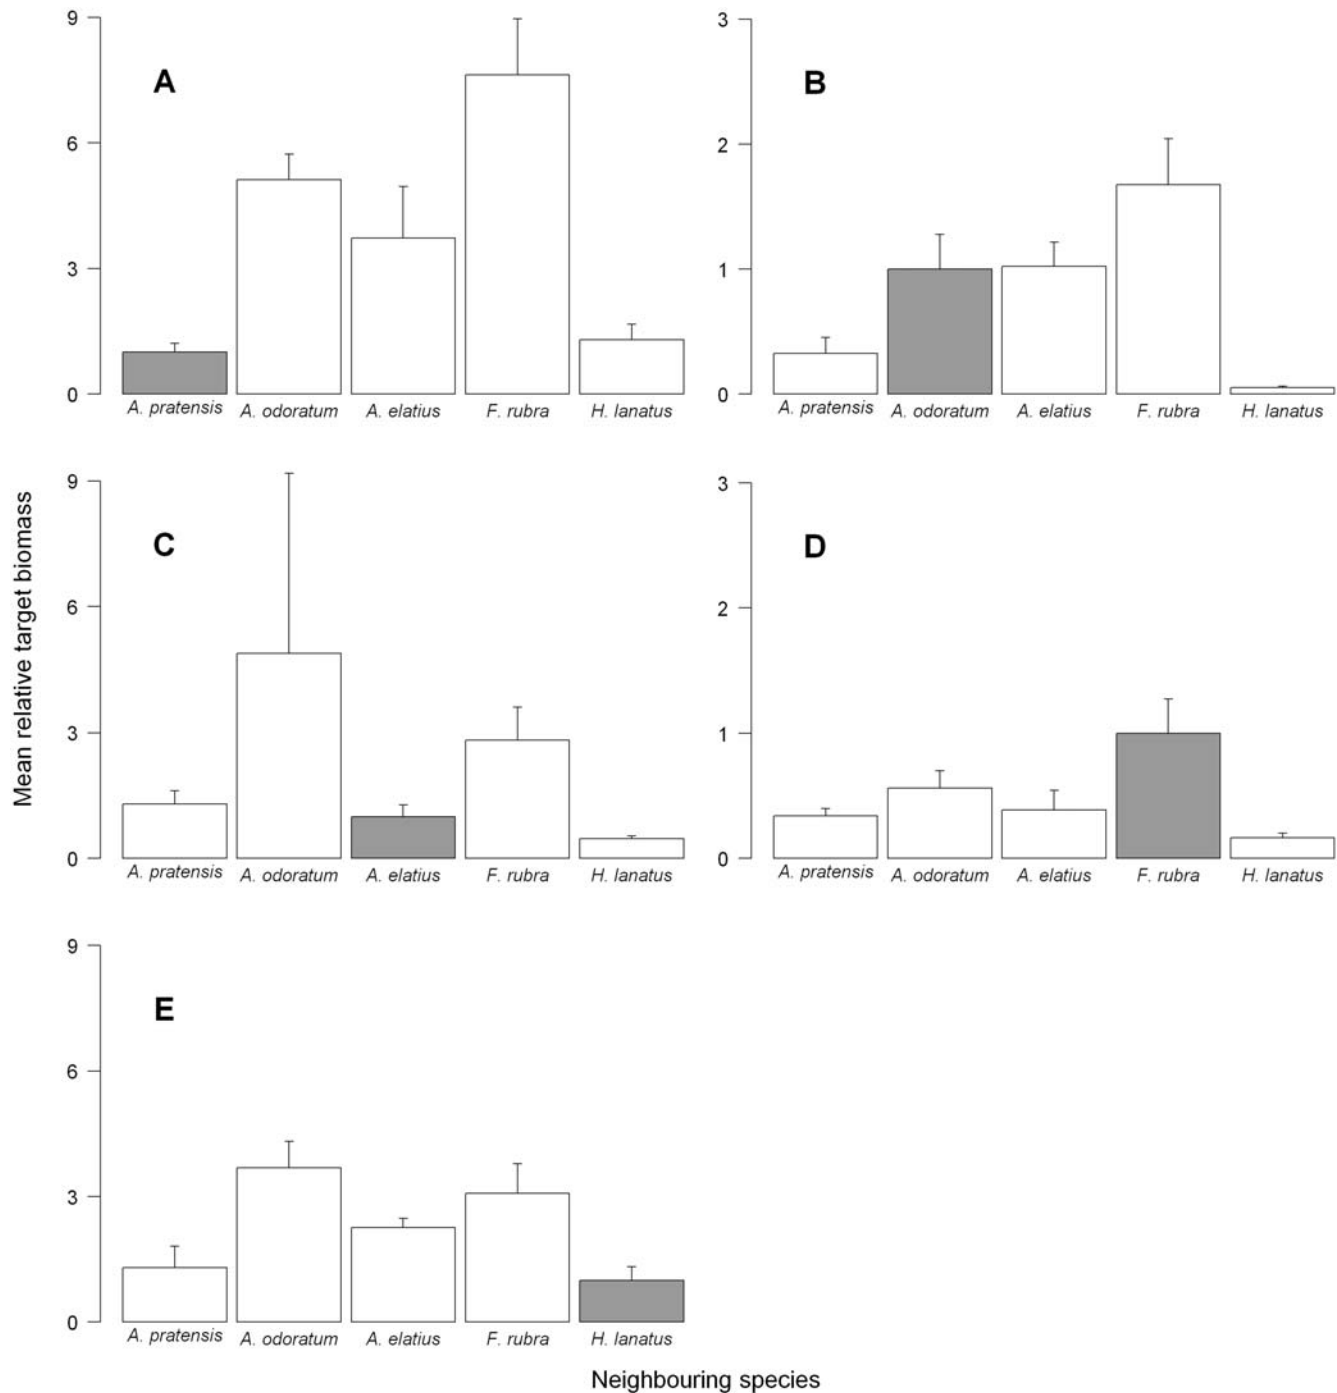 A
9
6
3
0
A. pratensis A. odoratum A. elatius F. rubra H. lanatus
B
3
2
1
0
A. pratensis A. odoratum A. elatius F. rubra H. lanatus
C
9
6
3
0
A. pratensis A. odoratum A. elatius F. rubra H. lanatus
D
3
2
1
0
A. pratensis A. odoratum A. elatius F. rubra H. lanatus
E
9
6
3
0
A. pratensis A. odoratum A. elatius F. rubra H. lanatus
Mean relative target biomass
Neighbouring species